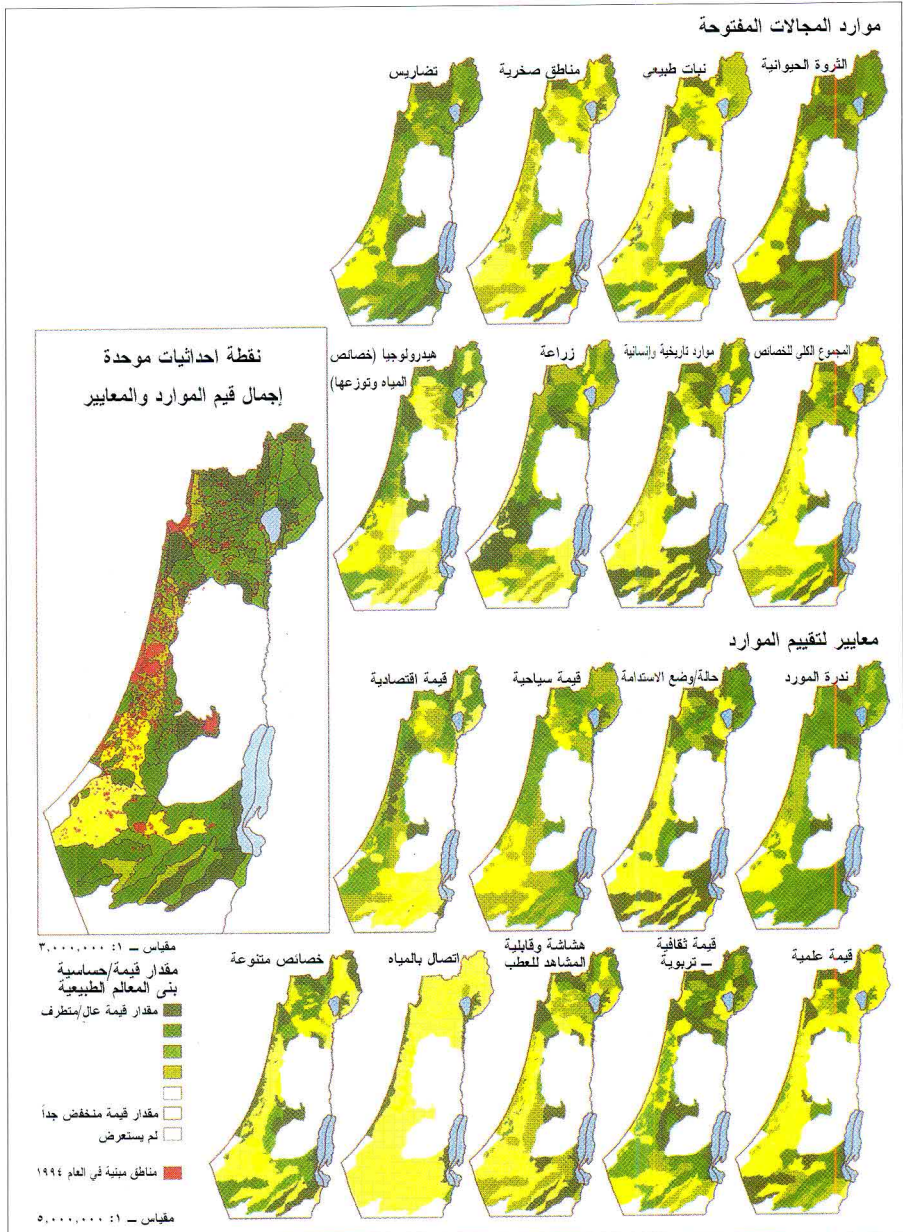 موارد المجالات المفتوحة
الثروة الحيوانية
نبات طبيعي
مناطق صخرية
تضاريس
المجموع الكلي للخصائص
موارد تاريخية وإنسانية
زراعة
هيدرولوجيا (خصائص
المياه وتوزعها)
نقطة احداثيات موحدة
إجمال قيم الموارد والمعايير
معايير لتقييم الموارد
ندرة المورد
حالة/وضع الاستدامة
قيمة سياحية
قيمة اقتصادية
قيمة علمية
قيمة ثقافية
ـ تربوية
هشاشة وقابلية
المشاهد للعطب
اتصال بالمياه
خصائص متنوعة
مقياس ــ ١: ٣,٠٠٠,٠٠٠
مقدار قيمة/حساسية
بنى المعالم الطبيعية
مقدار قيمة عال/متطرف
مقدار قيمة منخفض جداً
لم يستعرض
مناطق مبنية في العام ١٩٩٤
مقياس ــ ١: ٥,٠٠٠,٠٠٠